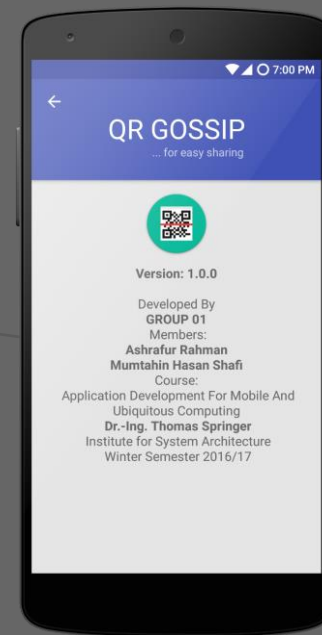 7:00 PM
QR GOSSIP
... for easy sharing
Version: 1.0.0
Developed By
GROUP 01
Members:
Ashrafur Rahman
Mumtahin Hasan Shafi
Course:
Application Development For Mobile And
Ubiquitous Computing
Dr.-Ing. Thomas Springer
Institute for System Architecture
Winter Semester 2016/17